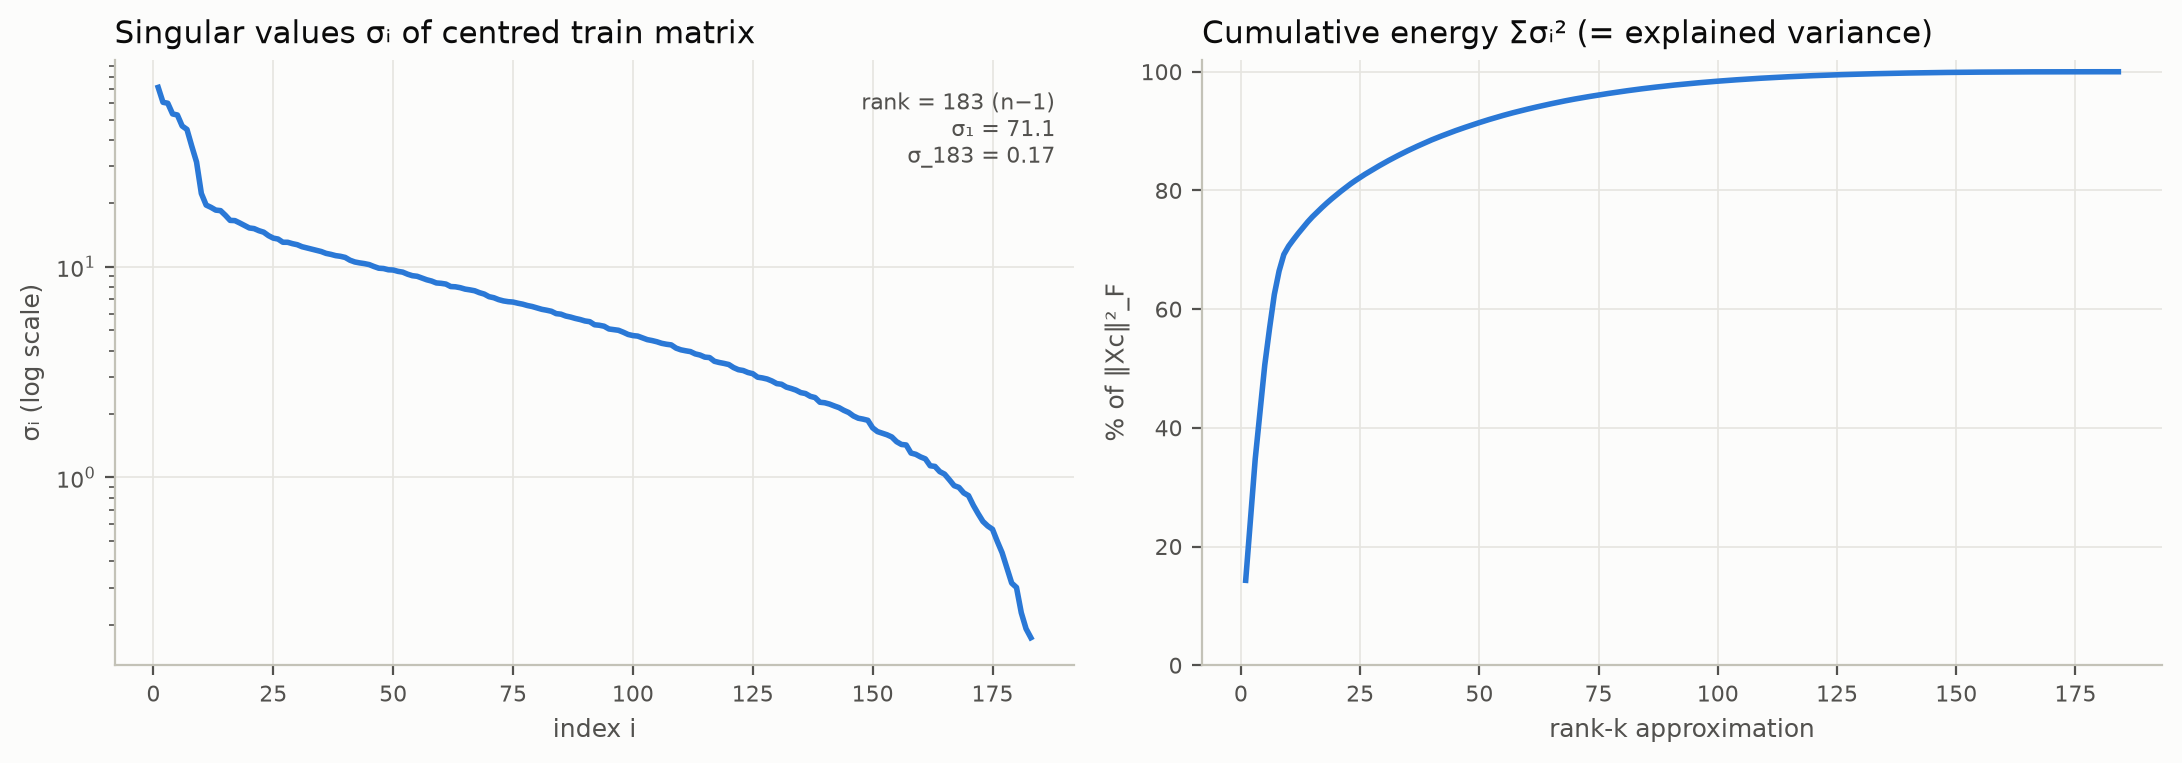 Singular values σᵢ of centred train matrix
rank = 183 (n−1)
σ₁ = 71.1
σ_183 = 0.17
σᵢ (log scale)
10¹
10⁰
0 25 50 75 100 125 150 175
index i
Cumulative energy Σσᵢ² (= explained variance)
% of ‖Xc‖²_F
100
80
60
40
20
0
0 25 50 75 100 125 150 175
rank-k approximation